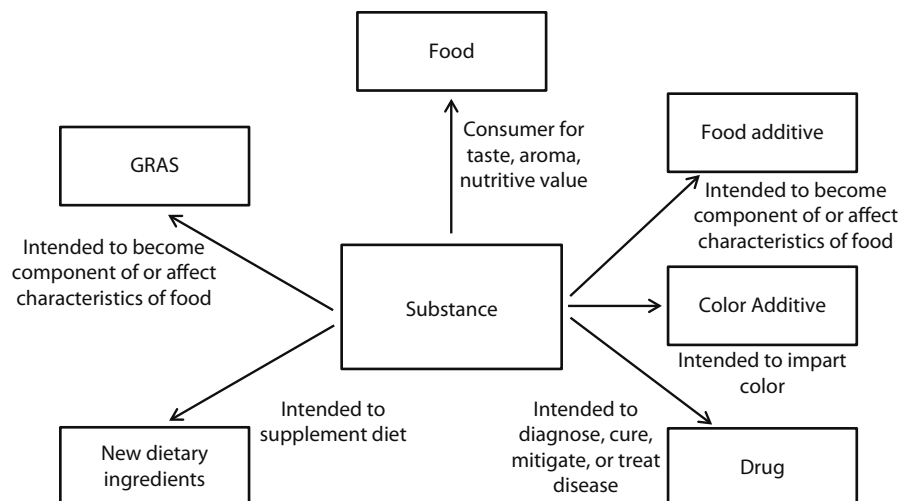 Food
Consumer for
taste, aroma,
nutritive value
Food additive
Intended to become
component of or affect
characteristics of food
GRAS
Intended to become
component of or affect
characteristics of food
Substance
Color Additive
Intended to impart
color
Intended to
supplement diet
New dietary
ingredients
Intended to
diagnose, cure,
mitigate, or treat
disease
Drug